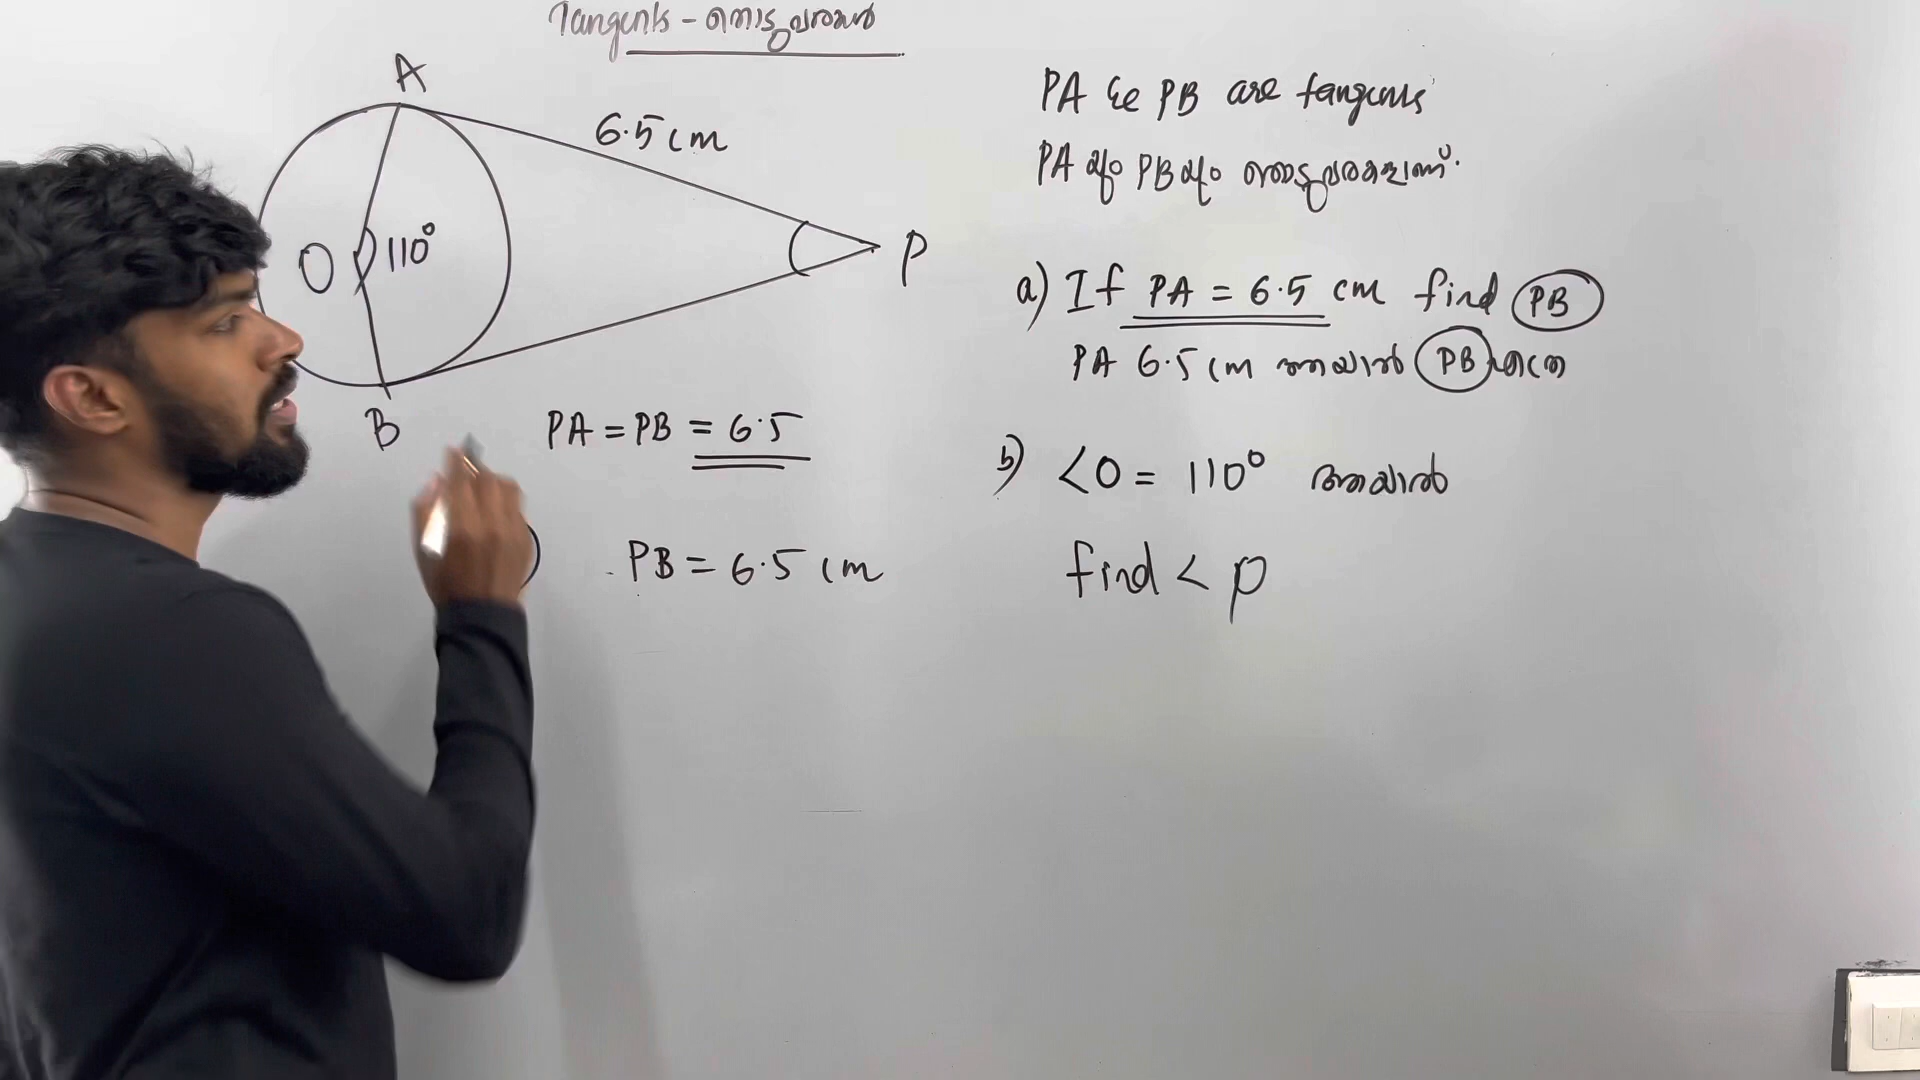 Tangents - തൊടുവരകൾ
A
6.5 cm
O 110°
P
B
PA = PB = 6.5
PB = 6.5 cm
PA & PB are tangents
PA യും PB യും തൊടുവരകളാണ്.
a) If PA = 6.5 cm find PB
PA 6.5 cm ആയാൽ PB എത്ര
b) <O = 110° ആയാൽ
find < P